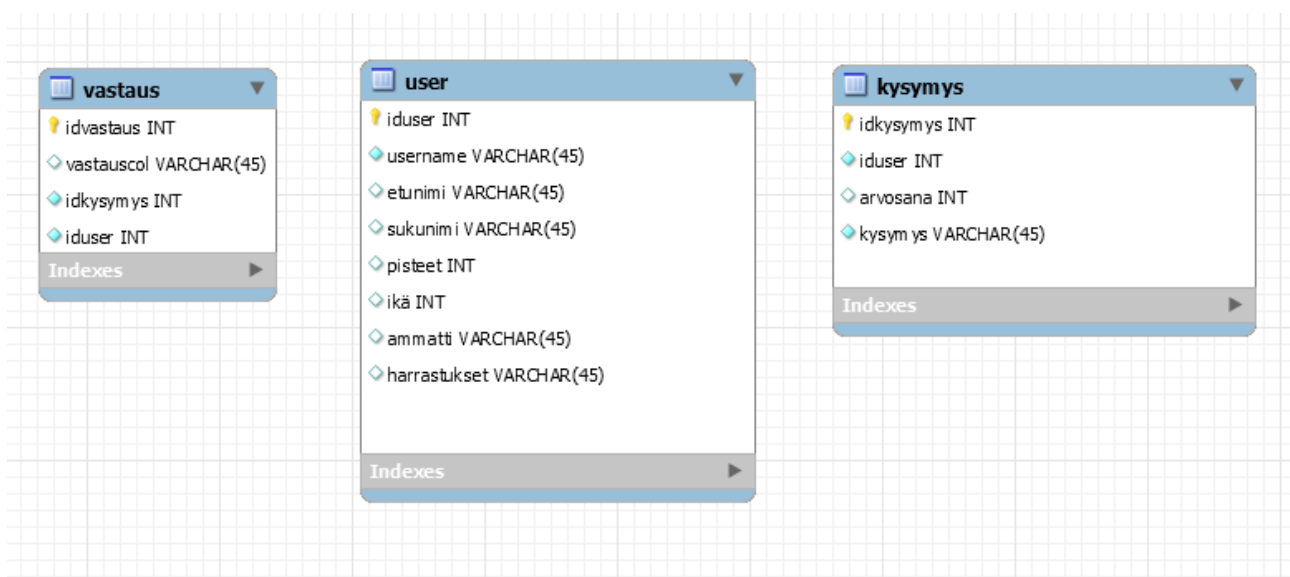 vastaus
idvastaus INT
vastauscol VARCHAR(45)
idkysymys INT
iduser INT
Indexes
user
iduser INT
username VARCHAR(45)
etunimi VARCHAR(45)
sukunimi VARCHAR(45)
pisteet INT
ikä INT
ammatti VARCHAR(45)
harrastukset VARCHAR(45)
Indexes
kysymys
idkysymys INT
iduser INT
arvosana INT
kysymys VARCHAR(45)
Indexes